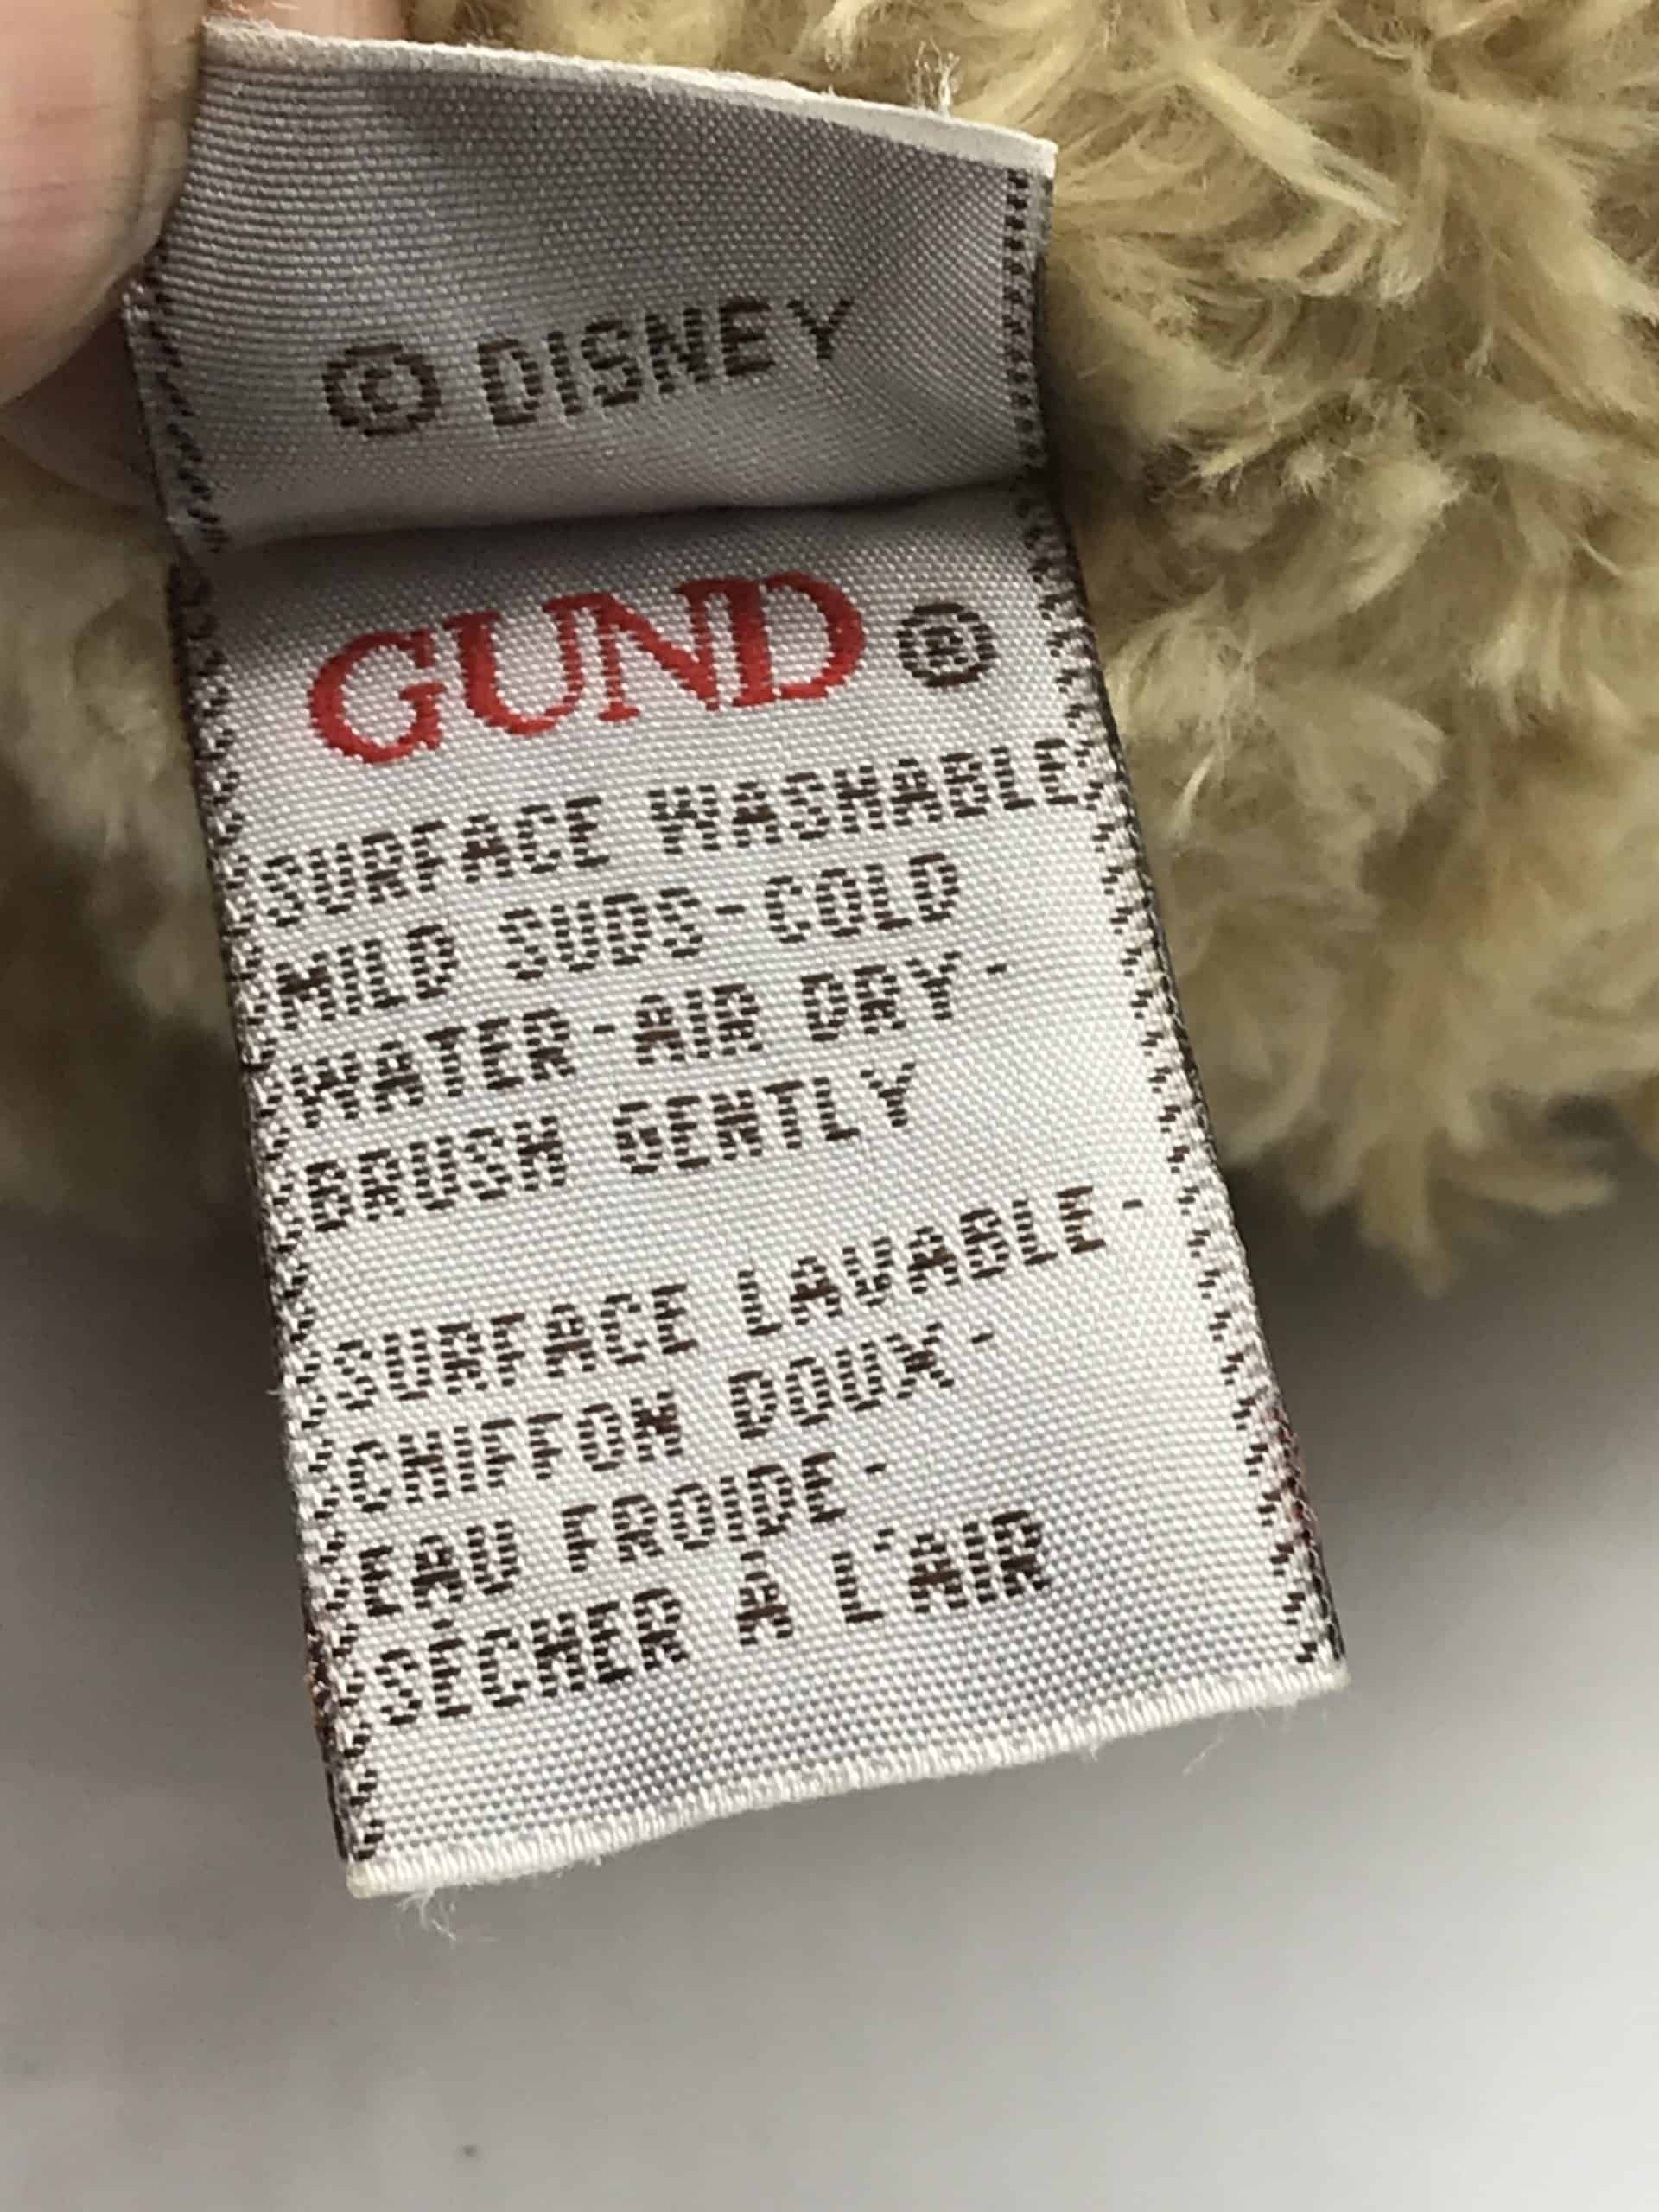 © DISNEY
GUND ®
SURFACE WASHABLE
MILD SUDS-COLD
WATER-AIR DRY-
BRUSH GENTLY
SURFACE LAVABLE-
CHIFFON DOUX-
EAU FROIDE-
SÉCHER À L'AIR